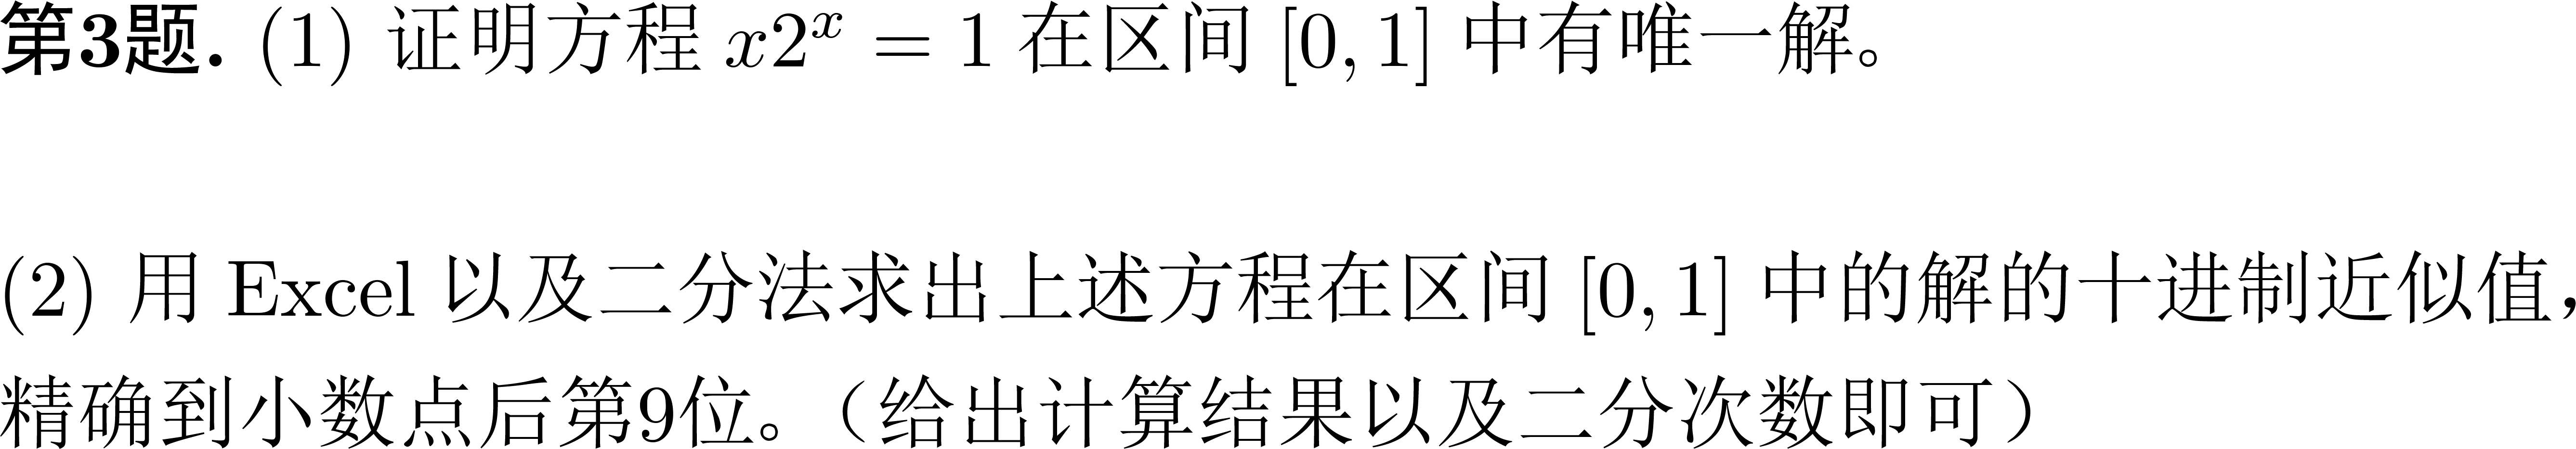 第3题. (1) 证明方程 $x2^x = 1$ 在区间 $[0, 1]$ 中有唯一解。
(2) 用 Excel 以及二分法求出上述方程在区间 $[0, 1]$ 中的解的十进制近似值,
精确到小数点后第9位。（给出计算结果以及二分次数即可）